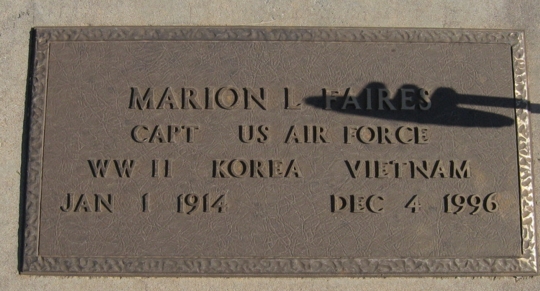 MARION L FAIRES
CAPT US AIR FORCE
WW II KOREA VIETNAM
JAN 1 1914 DEC 4 1996